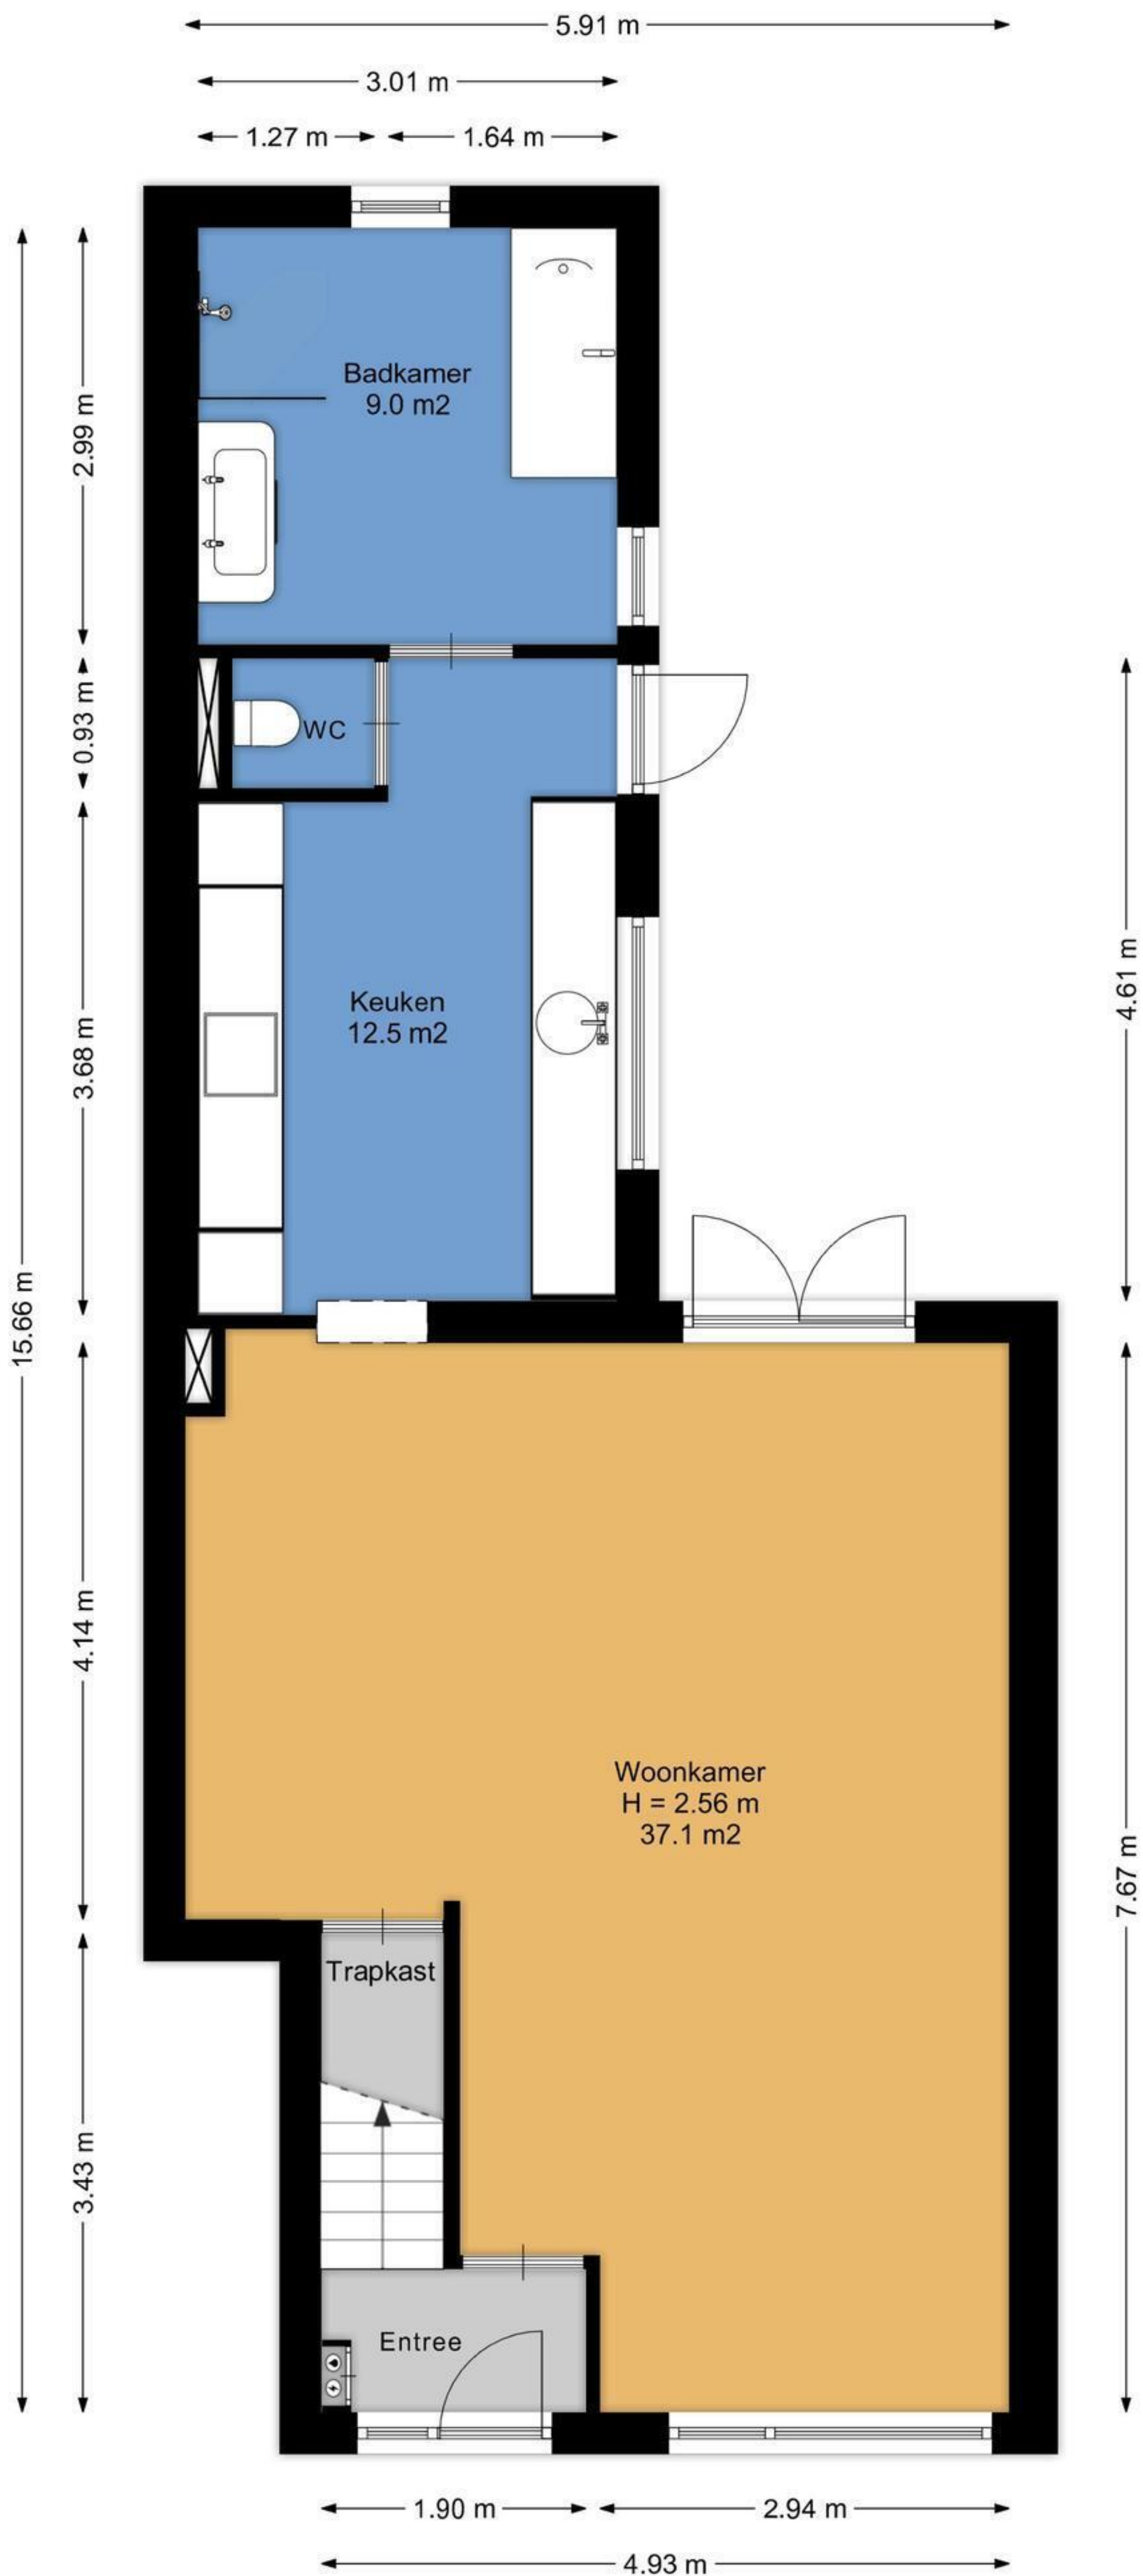 5.91 m
3.01 m
1.27 m
1.64 m
2.99 m
Badkamer
9.0 m2
0.93 m
WC
15.66 m
3.68 m
Keuken
12.5 m2
4.61 m
4.14 m
Woonkamer
H = 2.56 m
37.1 m2
7.67 m
3.43 m
Trapkast
Entree
1.90 m
2.94 m
4.93 m